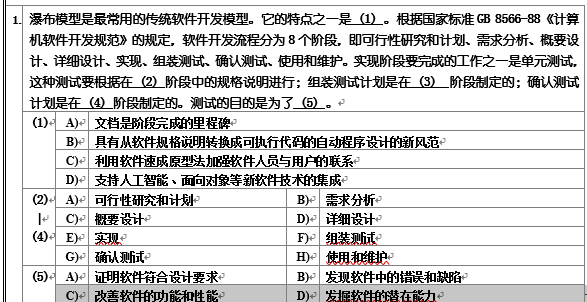 1. 瀑布模型是最常用的传统软件开发模型。它的特点之一是 (1) 。根据国家标准 GB 8566-88《计
算机软件开发规范》的规定，软件开发流程分为 8 个阶段，即可行性研究和计划、需求分析、概要设
计、详细设计、实现、组装测试、确认测试、使用和维护。实现阶段要完成的工作之一是单元测试，
这种测试要根据在 (2) 阶段中的规格说明进行；组装测试计划是在 (3) 阶段制定的；确认测试
计划是在 (4) 阶段制定的。测试的目的是为了 (5) 。
(1) A) 文档是阶段完成的里程碑
B) 具有从软件规格说明转换成可执行代码的自动程序设计的新风范
C) 利用软件速成原型法加强软件人员与用户的联系
D) 支持人工智能、面向对象等新软件技术的集成
(2) A) 可行性研究和计划 B) 需求分析
| C) 概要设计 D) 详细设计
(4) E) 实现 F) 组装测试
G) 确认测试 H) 使用和维护
(5) A) 证明软件符合设计要求 B) 发现软件中的错误和缺陷
C) 改善软件的功能和性能 D) 发掘软件的潜在能力